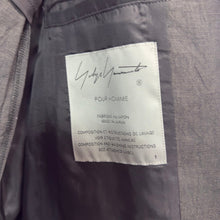 Yohji Yamamoto
®
POUR HOMME
FABRIQUE AU JAPON
MADE IN JAPAN
COMPOSITION ET INSTRUCTIONS DE LAVAGE
VOIR ETIQUETTE ANNEXE
COMPOSITION AND WASHING INSTRUCTIONS
SEE ATTACHED LABEL